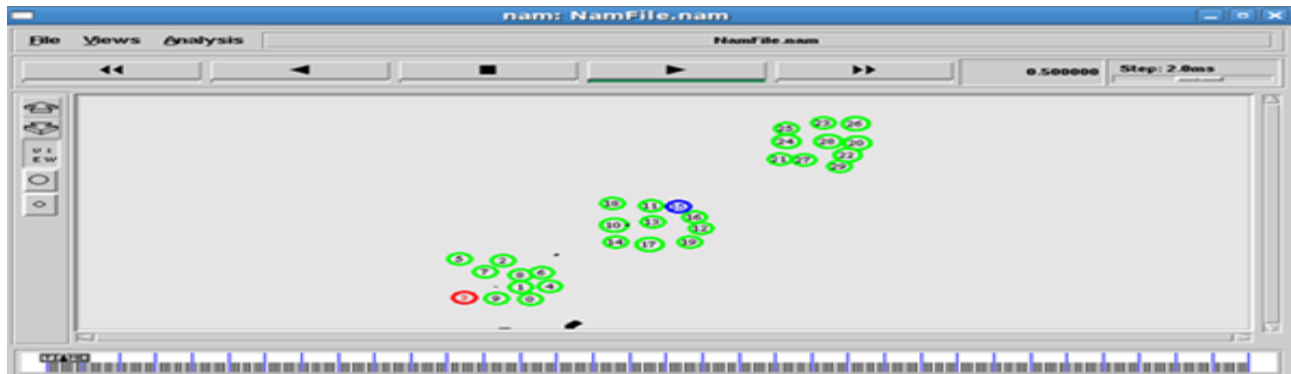 nam: NamFile.nam
File Views Analysis NamFile.nam
0.500000 Step: 2.0ms
V I
E W
25 23 26
24 28 20
21 27 22
29
18 11 15
10 13 16
12
14 17 19
5 2
7 8 6
1 4
3 9 0